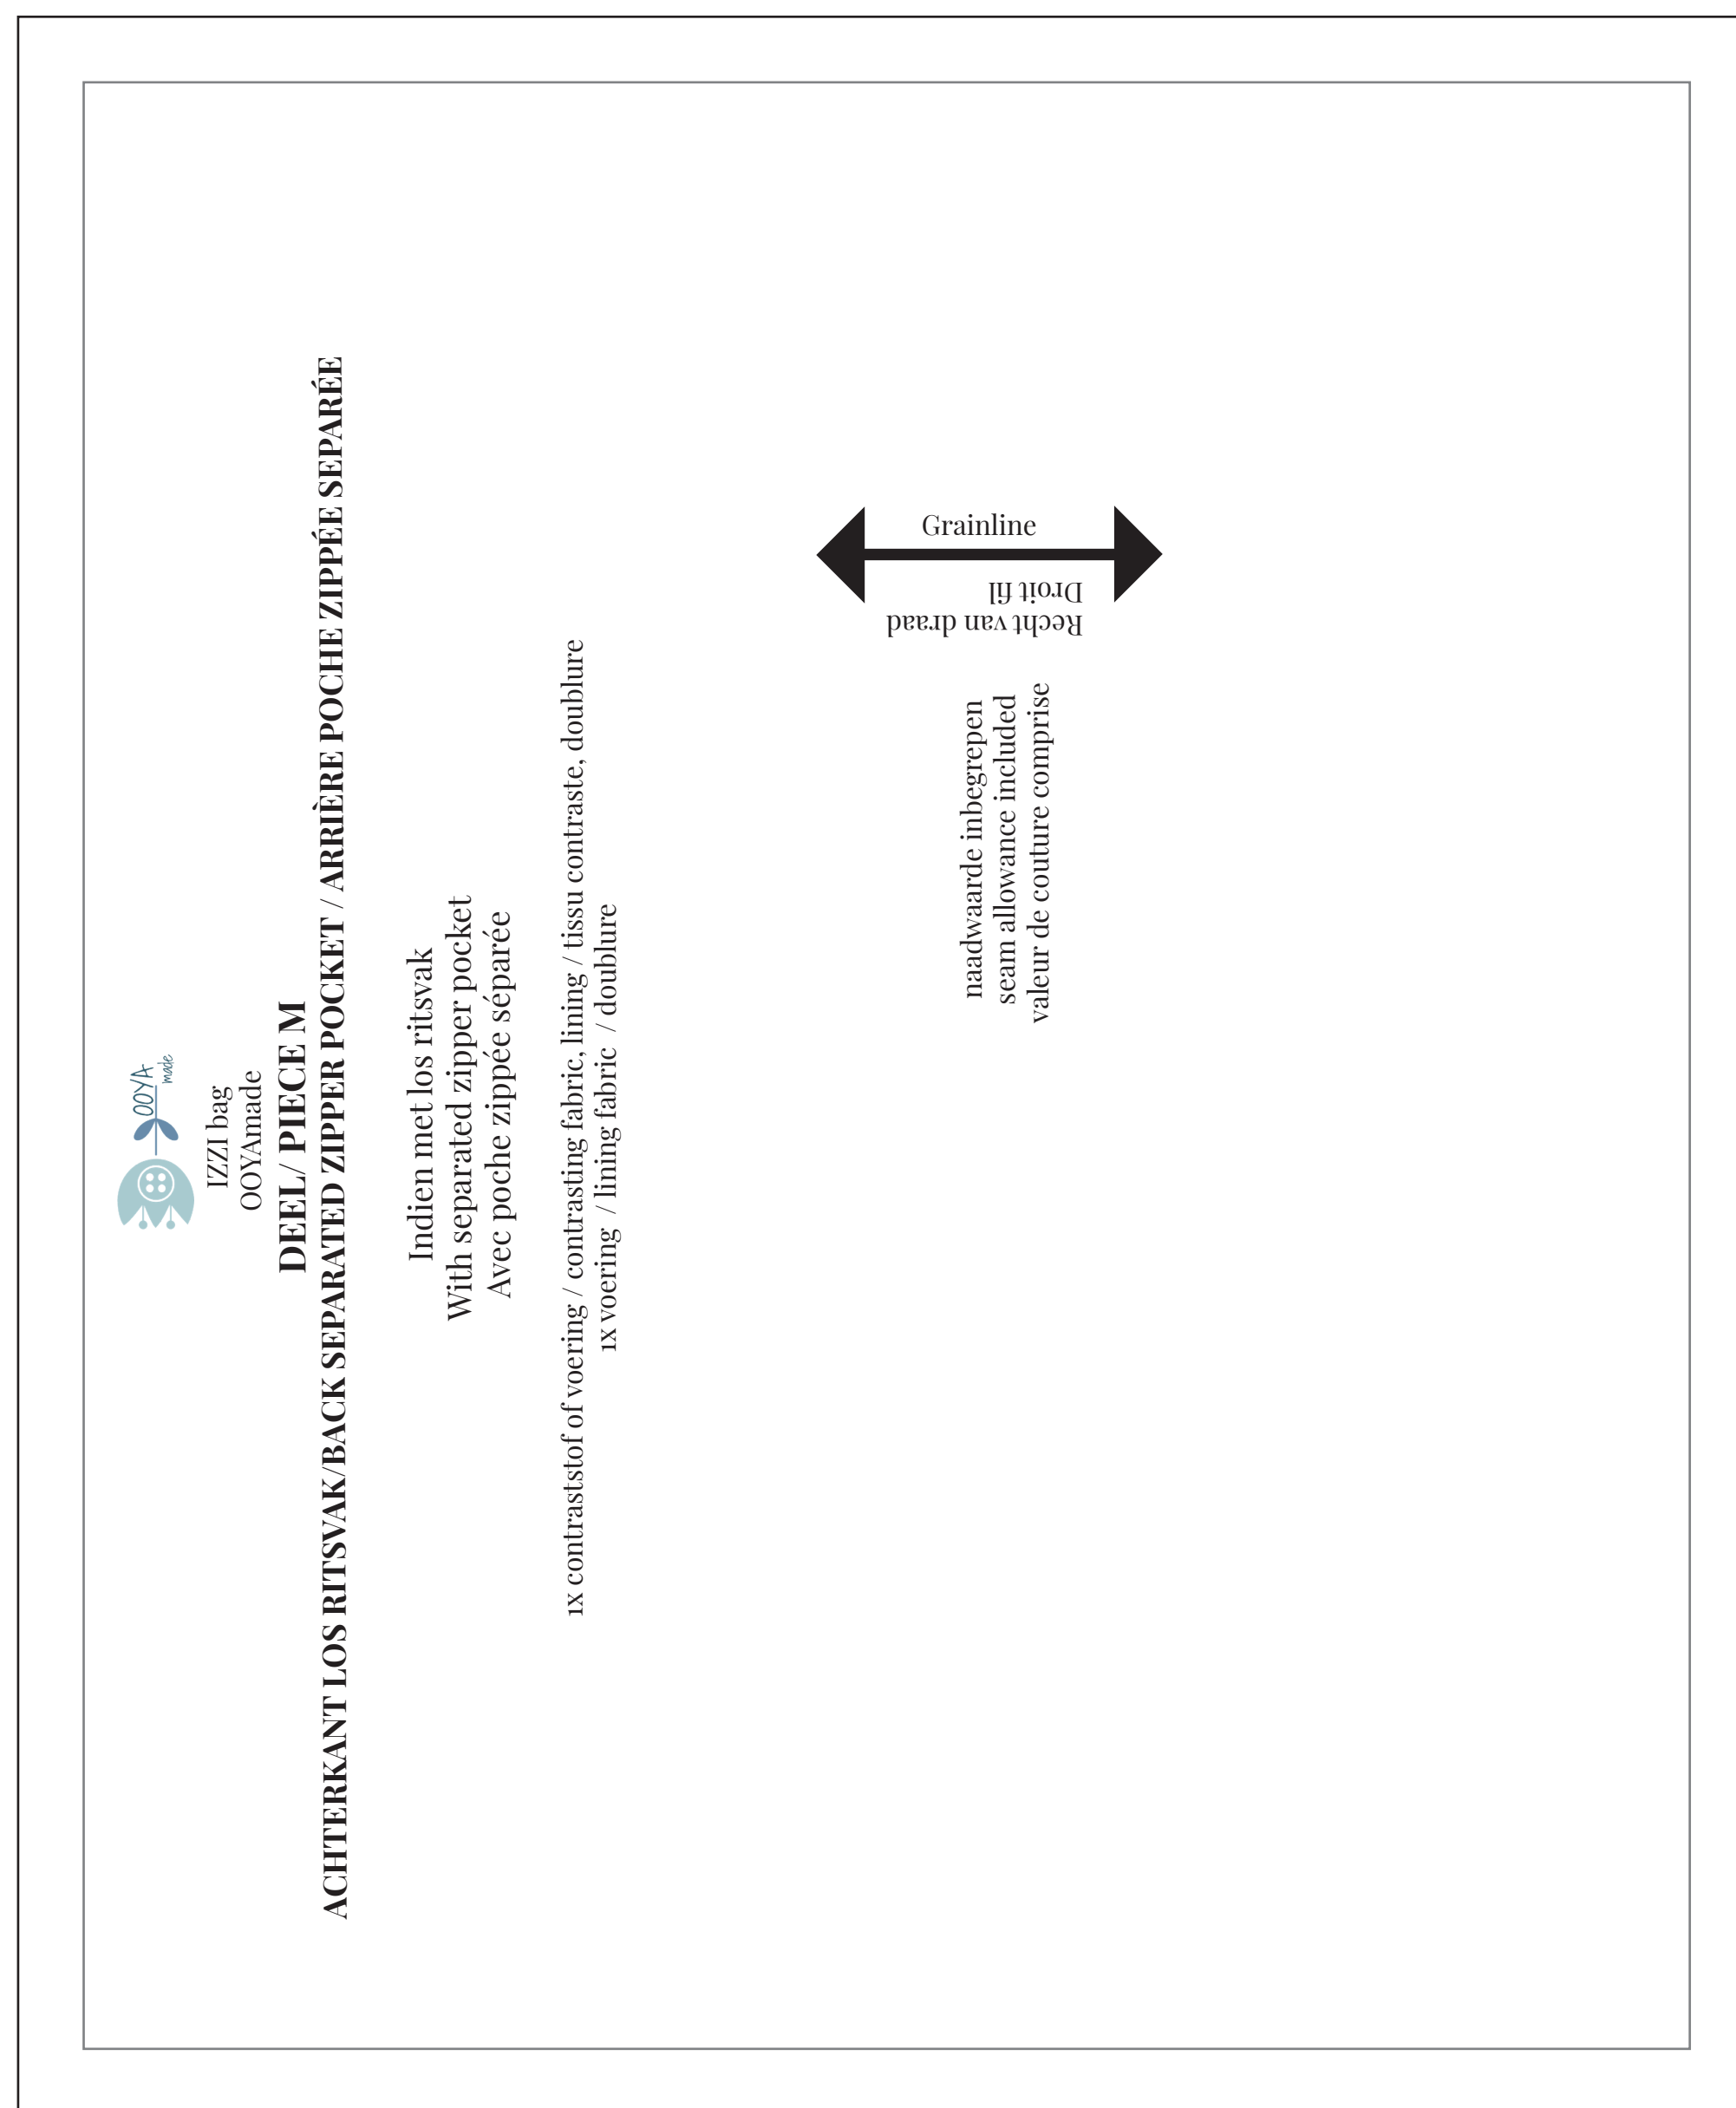 OOYA
made
IZZI bag
OOYAmade
DEEL/ PIECE M
ACHTERKANT LOS RITSVAK/BACK SEPARATED ZIPPER POCKET / ARRIÈRE POCHE ZIPPÉE SEPARÉE
Indien met los ritsvak
With separated zipper pocket
Avec poche zippée séparée
1x contraststof of voering / contrasting fabric, lining / tissu contraste, doublure
1x voering / lining fabric / doublure
Grainline
Recht van draad
Droit fil
naadwaarde inbegrepen
seam allowance included
valeur de couture comprise